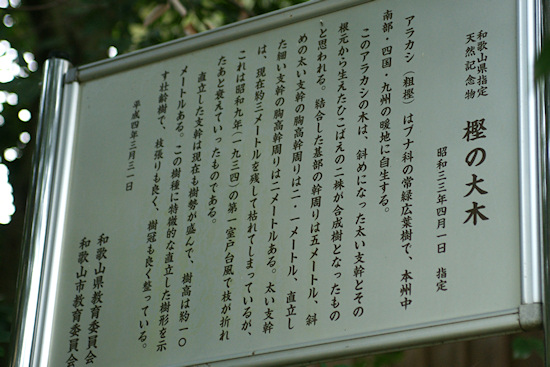 和歌山県指定
天然記念物
樫の大木
昭和三三年四月一日 指定
アラカシ(粗樫)はブナ科の常緑広葉樹で、本州中
南部・四国・九州の暖地に自生する。
このアラカシの木は、斜めになった太い支幹とその
根元から生えたひこばえの二株が合成樹となったもの
と思われる。結合した基部の幹周りは五メートル、斜
めの太い支幹の胸高幹周りは二・一メートル、直立し
た細い支幹の胸高幹周りは二メートルある。太い支幹
は、現在約三メートルを残して枯れてしまっているが、
これは昭和九年(一九三四)の第一室戸台風で枝が折れ
たあと衰えていったものである。
直立した支幹は現在も樹勢が盛んで、樹高は約一〇
メートルある。この樹種に特徴的な直立した樹形を示
す壮齢樹で、枝張りも良く、樹冠も良く整っている。
平成四年三月三一日
和歌山県教育委員会
和歌山市教育委員会